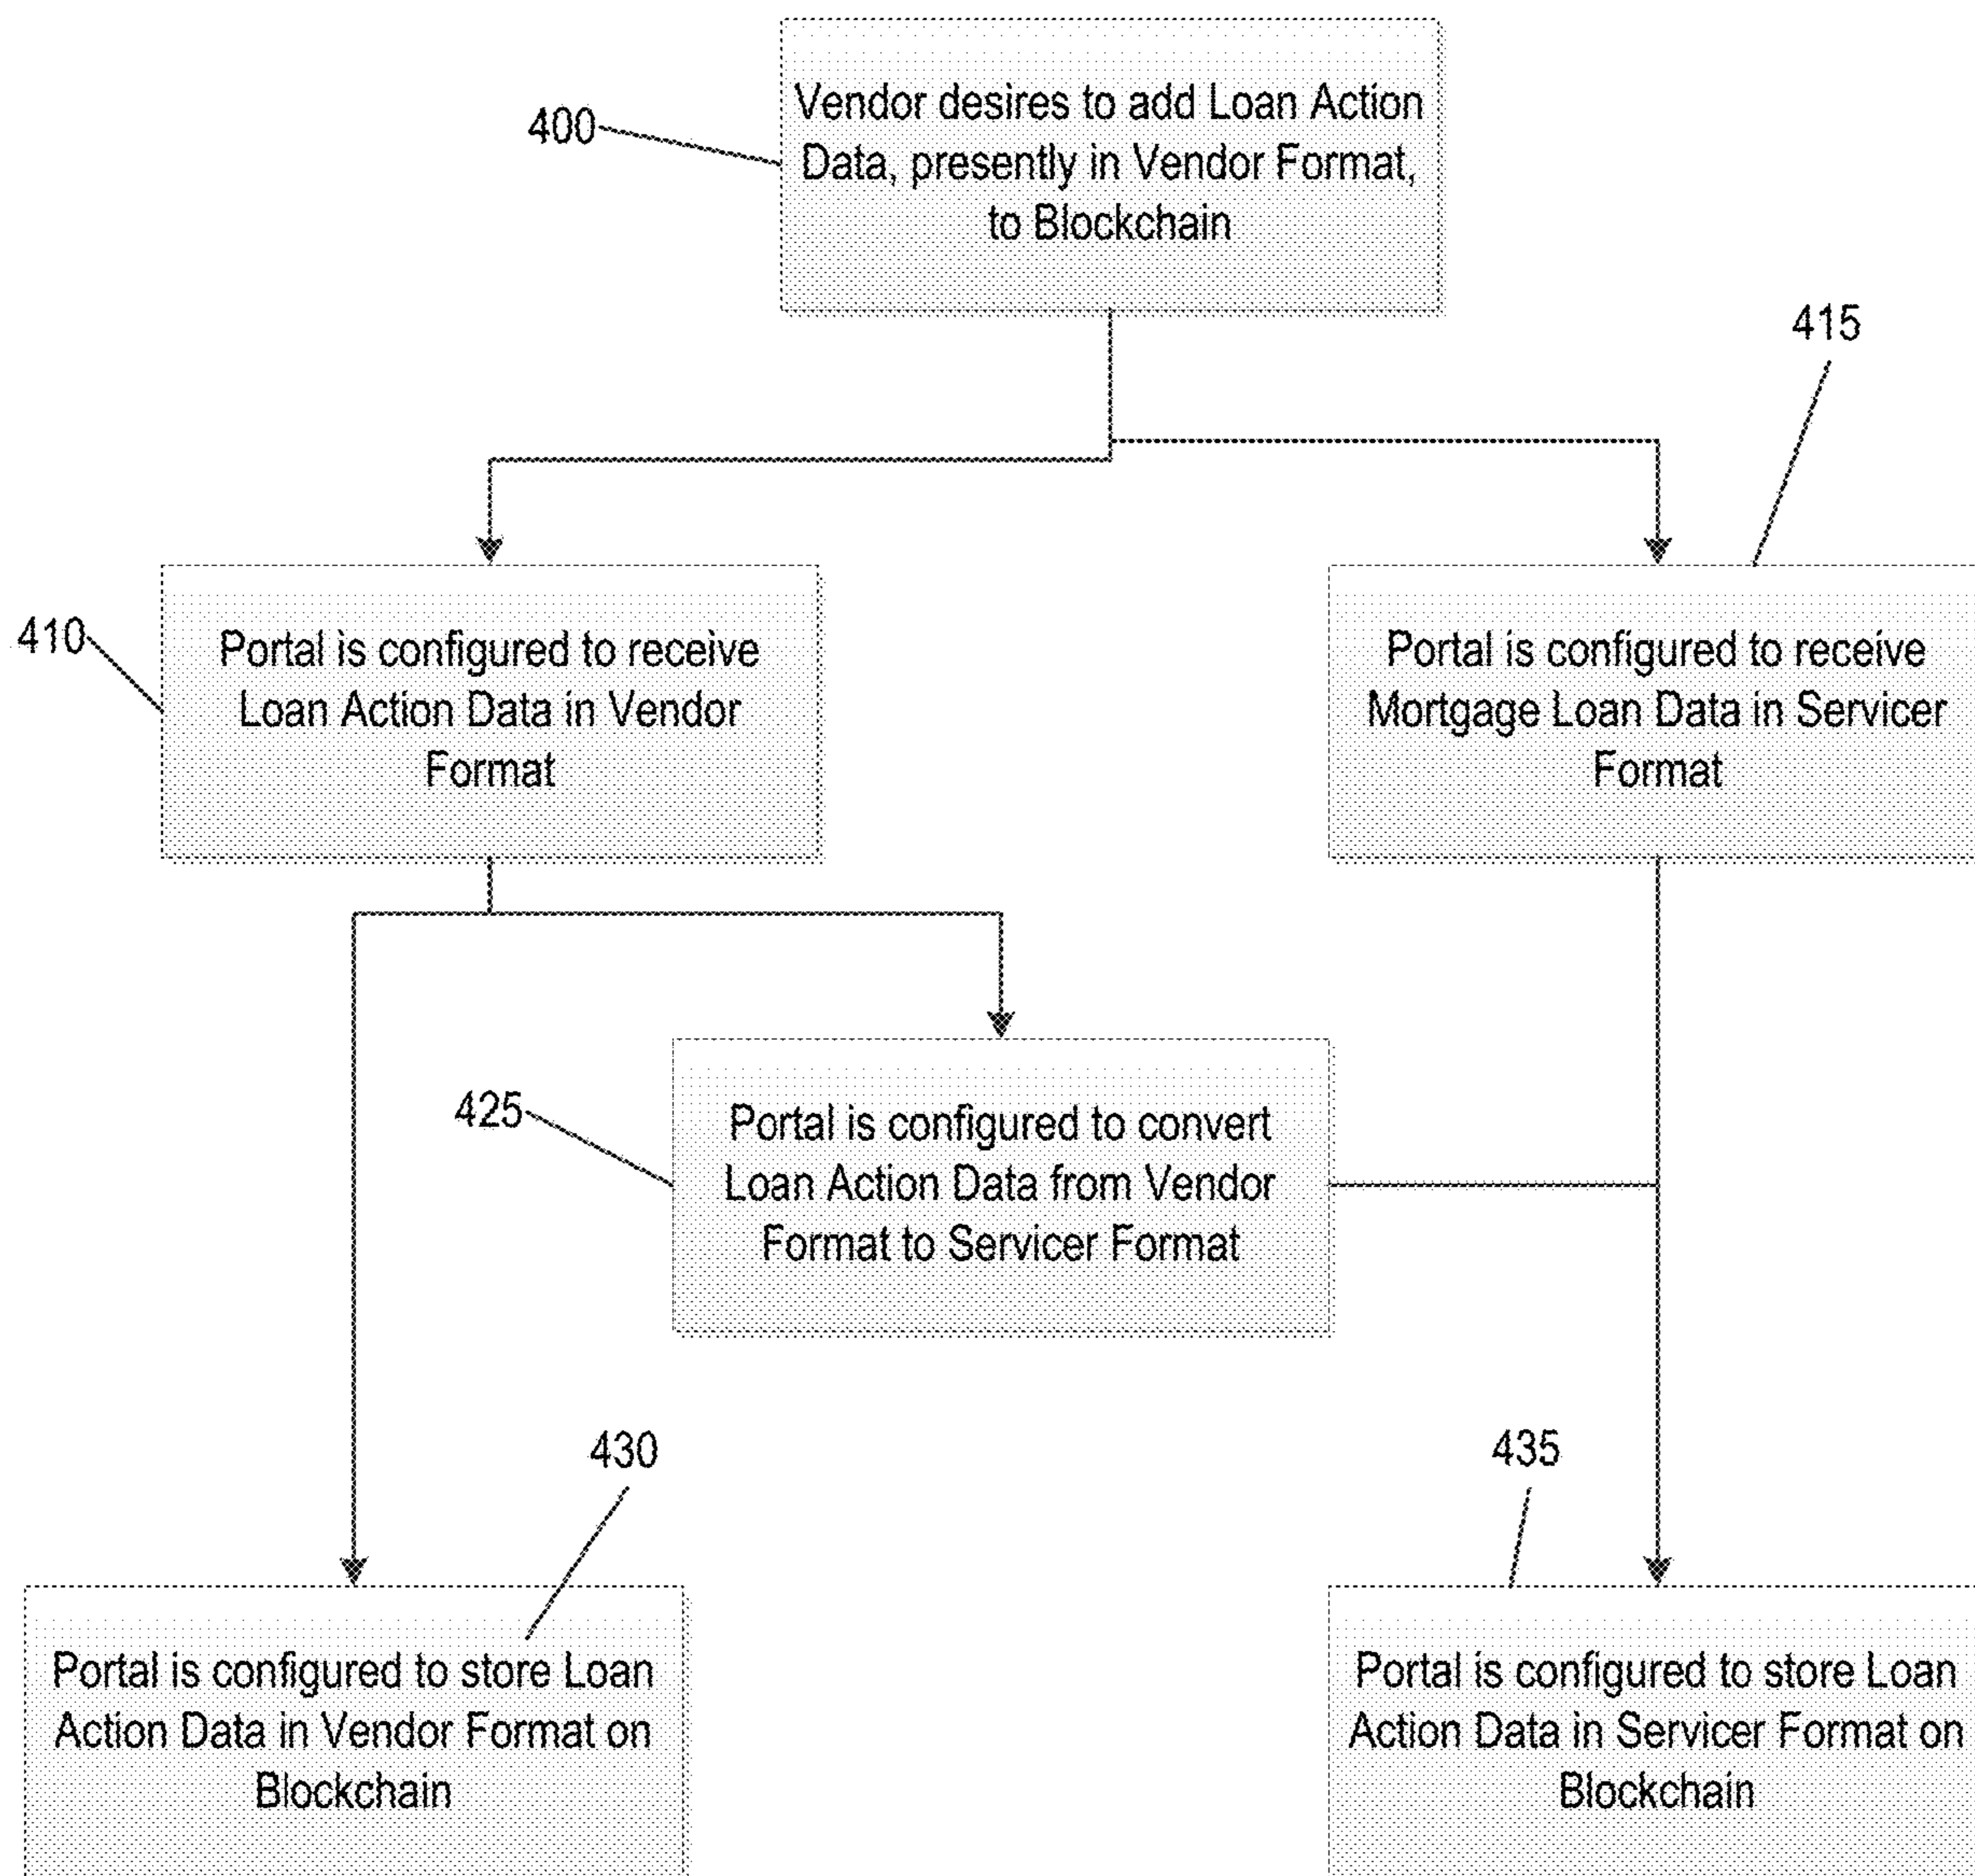 Vendor desires to add Loan Action
Data, presently in Vendor Format,
to Blockchain
400
415
410
Portal is configured to receive
Loan Action Data in Vendor
Format
Portal is configured to receive
Mortgage Loan Data in Servicer
Format
425
Portal is configured to convert
Loan Action Data from Vendor
Format to Servicer Format
430
435
Portal is configured to store Loan
Action Data in Vendor Format on
Blockchain
Portal is configured to store Loan
Action Data in Servicer Format on
Blockchain